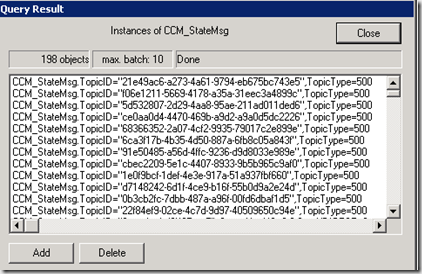 Query Result
Instances of CCM_StateMsg
Close
198 objects
max. batch: 10
Done
CCM_StateMsg.TopicID="21e49ac6-a273-4a61-9794-eb675bc743e5",TopicType=500
CCM_StateMsg.TopicID="f06e1211-5669-4178-a35a-31eec3a4899c",TopicType=500
CCM_StateMsg.TopicID="5d532807-2d29-4aa8-95ae-211ad011ded6",TopicType=500
CCM_StateMsg.TopicID="ce0aa0d4-4470-469b-a9d2-a9a0d5dc2226",TopicType=500
CCM_StateMsg.TopicID="68366352-2a07-4cf2-9935-79017c2e899e",TopicType=500
CCM_StateMsg.TopicID="6ca3f17b-4b35-4d50-887a-6fb8c05a843f",TopicType=500
CCM_StateMsg.TopicID="91e50485-a56d-4ffc-9236-d9d8033e989e",TopicType=500
CCM_StateMsg.TopicID="cbec2209-5e1c-4407-8933-9b5b965c9af0",TopicType=500
CCM_StateMsg.TopicID="1e0f9bcf-1def-4e3e-917a-51a937fbf660",TopicType=500
CCM_StateMsg.TopicID="d7148242-6d1f-4ce9-b16f-55b0d9a2e24d",TopicType=500
CCM_StateMsg.TopicID="0b3cb2fc-7dbb-487a-a96f-00fd6dbaf1d5",TopicType=500
CCM_StateMsg.TopicID="22f84ef9-02ce-4c7d-9d97-40509650c94e",TopicType=500
Add
Delete